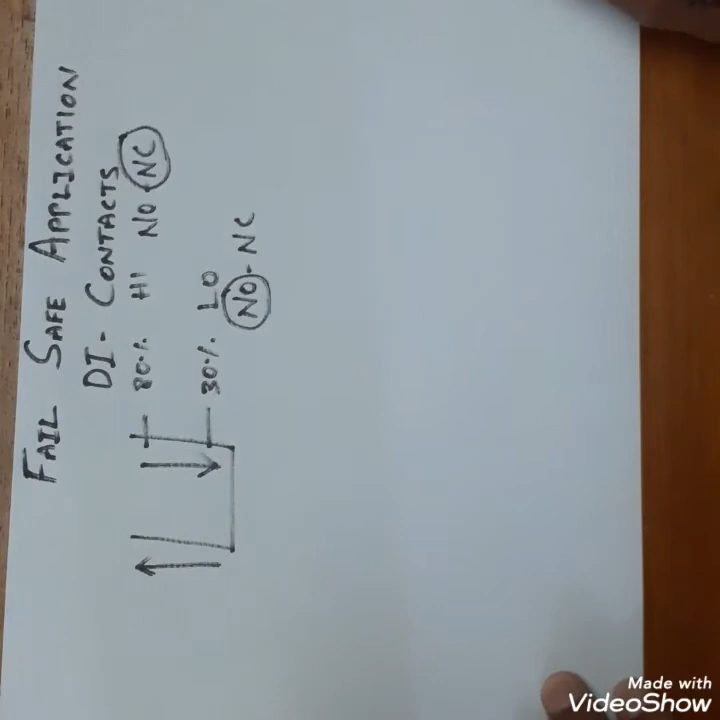 FAIL SAFE APPLICATION
DI - CONTACTS
80% HI NO-NC
30% LO
NO-NC
Made with
VideoShow